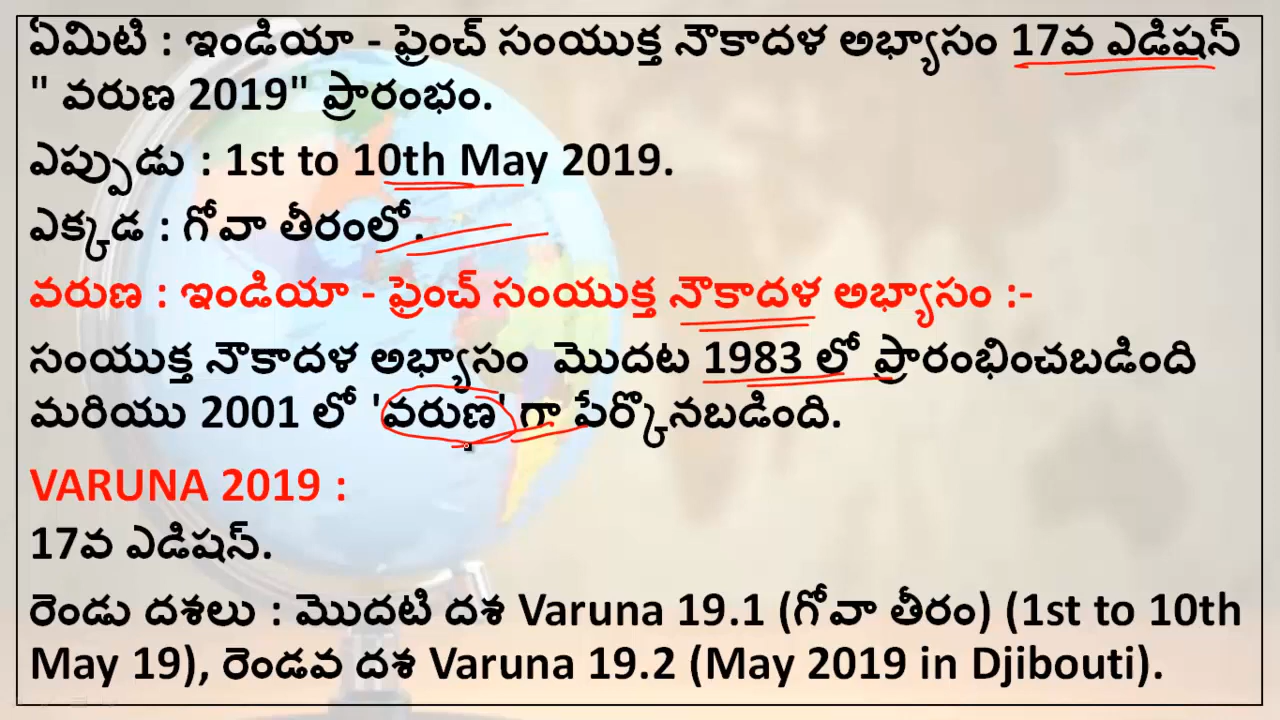 ఏమిటి : ఇండియా - ఫ్రెంచ్ సంయుక్త నౌకాదళ అభ్యాసం 17వ ఎడిషన్
" వరుణ 2019" ప్రారంభం.
ఎప్పుడు : 1st to 10th May 2019.
ఎక్కడ : గోవా తీరంలో.
వరుణ : ఇండియా - ఫ్రెంచ్ సంయుక్త నౌకాదళ అభ్యాసం :-
సంయుక్త నౌకాదళ అభ్యాసం మొదట 1983 లో ప్రారంభించబడింది
మరియు 2001 లో 'వరుణ' గా పేర్కొనబడింది.
VARUNA 2019 :
17వ ఎడిషన్.
రెండు దశలు : మొదటి దశ Varuna 19.1 (గోవా తీరం) (1st to 10th
May 19), రెండవ దశ Varuna 19.2 (May 2019 in Djibouti).